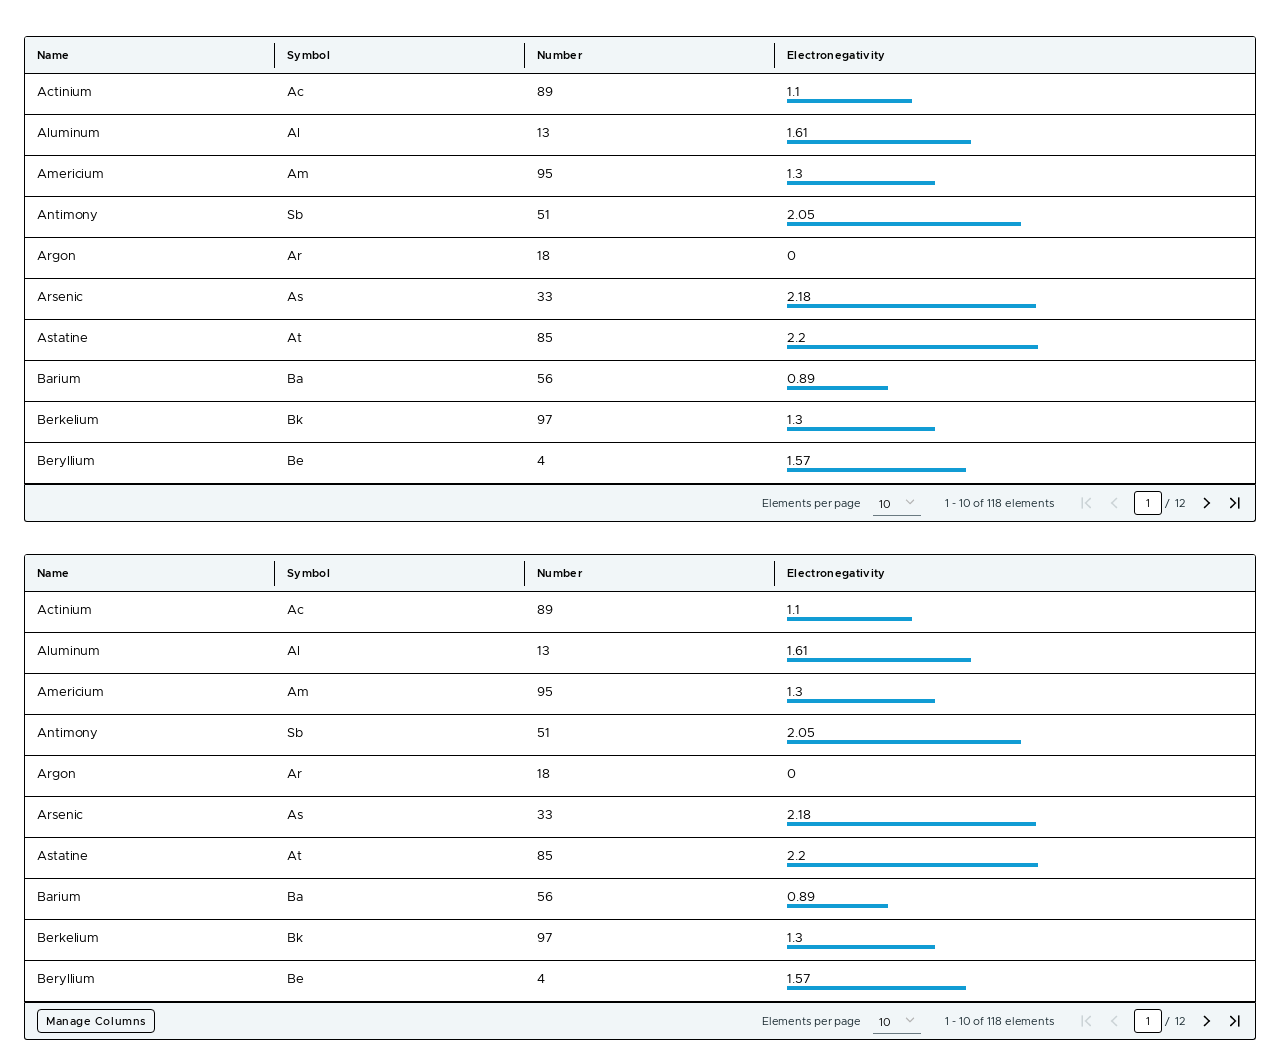 Name Symbol Number Electronegativity
Actinium Ac 89 1.1
Aluminum Al 13 1.61
Americium Am 95 1.3
Antimony Sb 51 2.05
Argon Ar 18 0
Arsenic As 33 2.18
Astatine At 85 2.2
Barium Ba 56 0.89
Berkelium Bk 97 1.3
Beryllium Be 4 1.57
Elements per page 10 1 - 10 of 118 elements 1 / 12
Name Symbol Number Electronegativity
Actinium Ac 89 1.1
Aluminum Al 13 1.61
Americium Am 95 1.3
Antimony Sb 51 2.05
Argon Ar 18 0
Arsenic As 33 2.18
Astatine At 85 2.2
Barium Ba 56 0.89
Berkelium Bk 97 1.3
Beryllium Be 4 1.57
Manage Columns Elements per page 10 1 - 10 of 118 elements 1 / 12